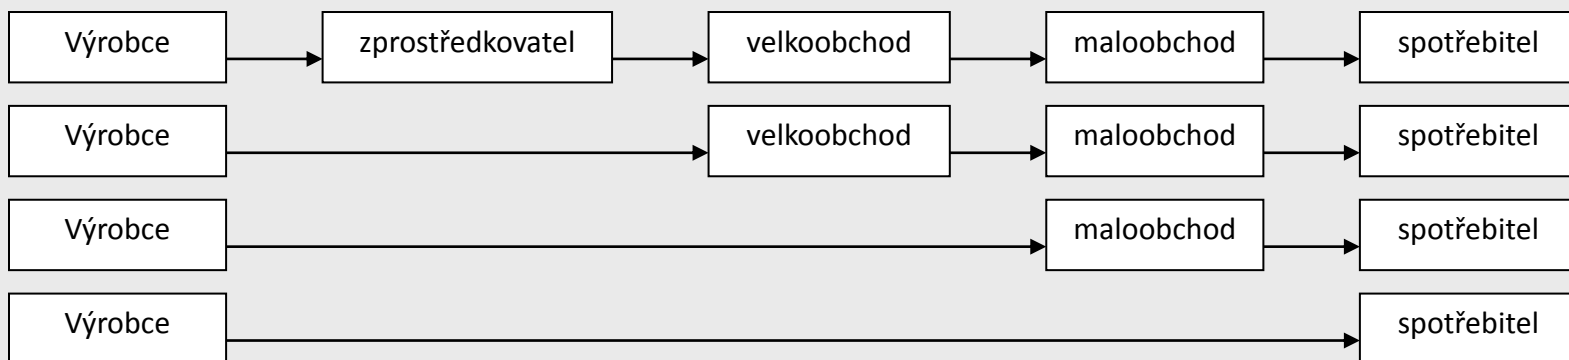 Výrobce zprostředkovatel velkoobchod maloobchod spotřebitel
Výrobce velkoobchod maloobchod spotřebitel
Výrobce maloobchod spotřebitel
Výrobce spotřebitel